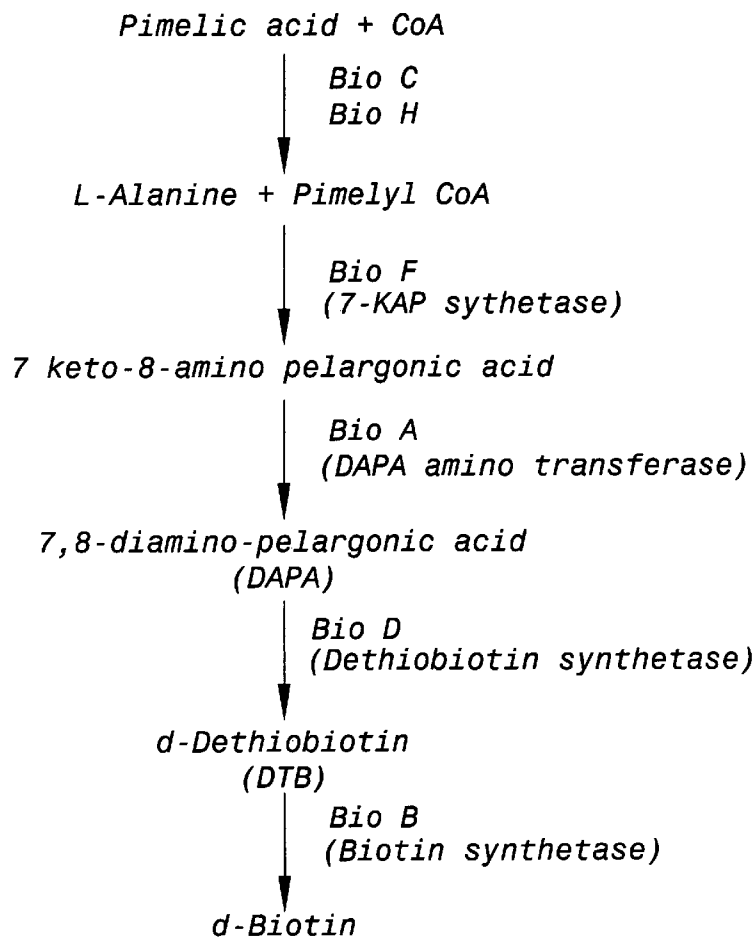 Pimelic acid + CoA
Bio C
Bio H
L-Alanine + Pimelyl CoA
Bio F
(7-KAP sythetase)
7 keto-8-amino pelargonic acid
Bio A
(DAPA amino transferase)
7,8-diamino-pelargonic acid
(DAPA)
Bio D
(Dethiobiotin synthetase)
d-Dethiobiotin
(DTB)
Bio B
(Biotin synthetase)
d-Biotin